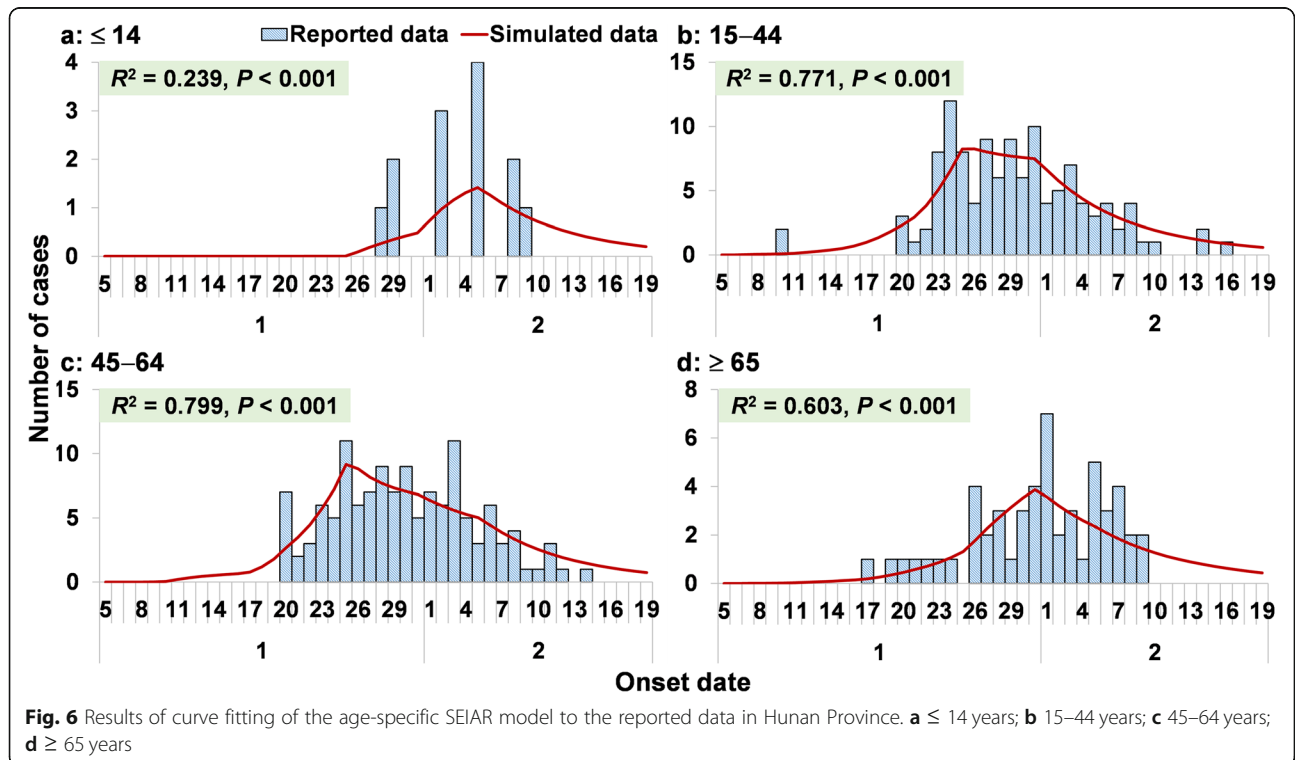 a: ≤ 14
Reported data
Simulated data
b: 15–44
R² = 0.239, P < 0.001
R² = 0.771, P < 0.001
4
3
2
1
0
15
10
5
0
5 8 11 14 17 20 23 26 29 1 4 7 10 13 16 19
1 2
5 8 11 14 17 20 23 26 29 1 4 7 10 13 16 19
1 2
Number of cases
c: 45–64
d: ≥ 65
R² = 0.799, P < 0.001
R² = 0.603, P < 0.001
15
10
5
0
8
6
4
2
0
5 8 11 14 17 20 23 26 29 1 4 7 10 13 16 19
1 2
5 8 11 14 17 20 23 26 29 1 4 7 10 13 16 19
1 2
Onset date
Fig. 6 Results of curve fitting of the age-specific SEIAR model to the reported data in Hunan Province. a ≤ 14 years; b 15–44 years; c 45–64 years;
d ≥ 65 years